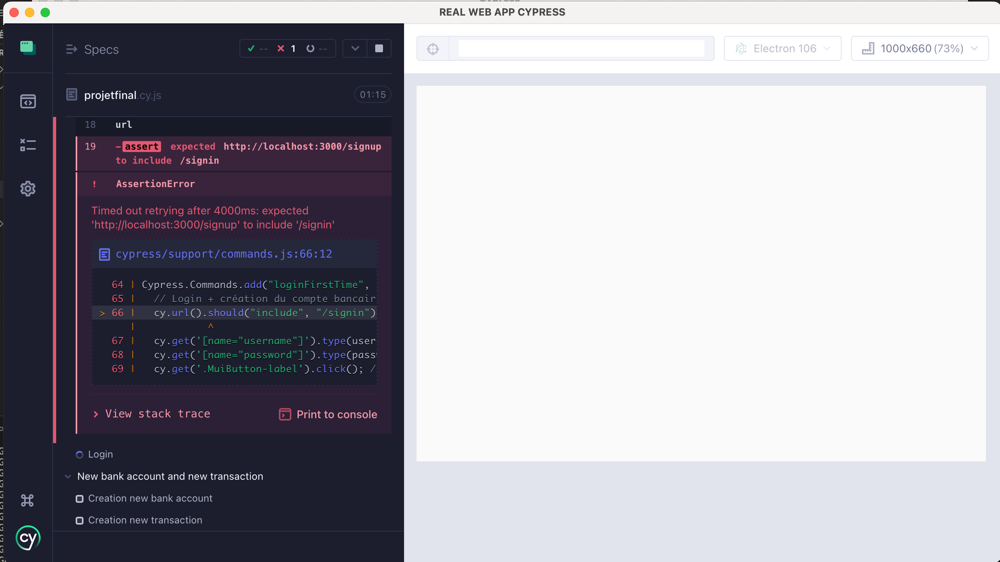 REAL WEB APP CYPRESS
Specs
-- 1 --
Electron 106
1000x660 (73%)
projetfinal.cy.js
01:15
18 url
19 -assert expected http://localhost:3000/signup
to include /signin
! AssertionError
Timed out retrying after 4000ms: expected
'http://localhost:3000/signup' to include '/signin'
cypress/support/commands.js:66:12
64 | Cypress.Commands.add("loginFirstTime",
65 | // Login + création du compte bancair
> 66 | cy.url().should("include", "/signin")
| ^
67 | cy.get('[name="username"]').type(user
68 | cy.get('[name="password"]').type(pass
69 | cy.get('.MuiButton-label').click(); /
View stack trace
Print to console
Login
New bank account and new transaction
Creation new bank account
Creation new transaction
cy